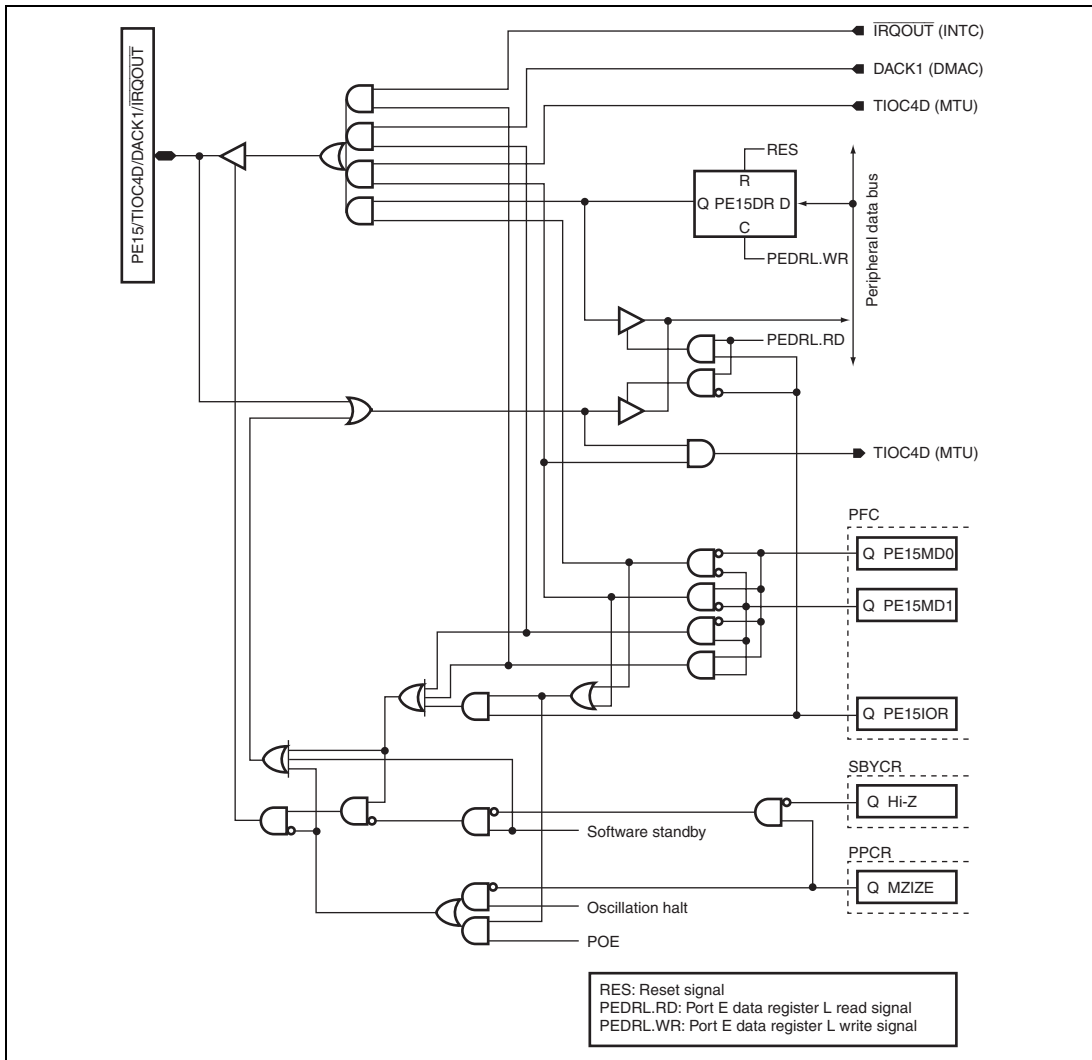 PE15/TIOC4D/DACK1/IRQOUT
IRQOUT (INTC)
DACK1 (DMAC)
TIOC4D (MTU)
RES
R
Q PE15DR D
C
PEDRL.WR
Peripheral data bus
PEDRL.RD
TIOC4D (MTU)
PFC
Q PE15MD0
Q PE15MD1
Q PE15IOR
SBYCR
Q Hi-Z
Software standby
PPCR
Q MZIZE
Oscillation halt
POE
RES: Reset signal
PEDRL.RD: Port E data register L read signal
PEDRL.WR: Port E data register L write signal